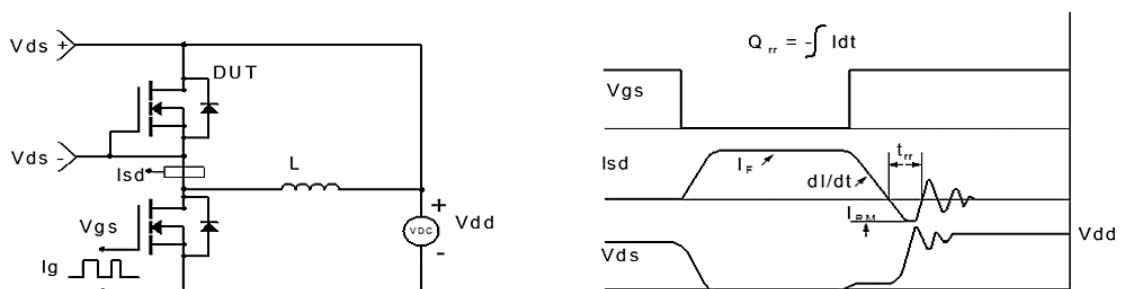 Vds +
DUT
Vds -
Isd
L
Vgs
Ig
+
VDC
-
Vdd
Q rr = -∫ Idt
Vgs
Isd
I F
dI/dt
t rr
I RM
Vds
Vdd